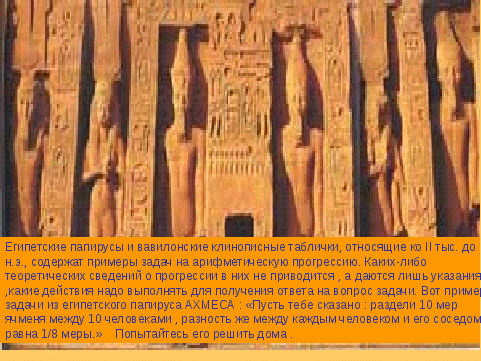 Египетские папирусы и вавилонские клинописные таблички, относящие ко II тыс. до
н.э., содержат примеры задач на арифметическую прогрессию. Каких-либо
теоретических сведений о прогрессии в них не приводится , а даются лишь указания
,какие действия надо выполнять для получения ответа на вопрос задачи. Вот пример
задачи из египетского папируса АХМЕСА : «Пусть тебе сказано : раздели 10 мер
ячменя между 10 человеками , разность же между каждым человеком и его соседом
равна 1/8 меры.» Попытайтесь его решить дома .